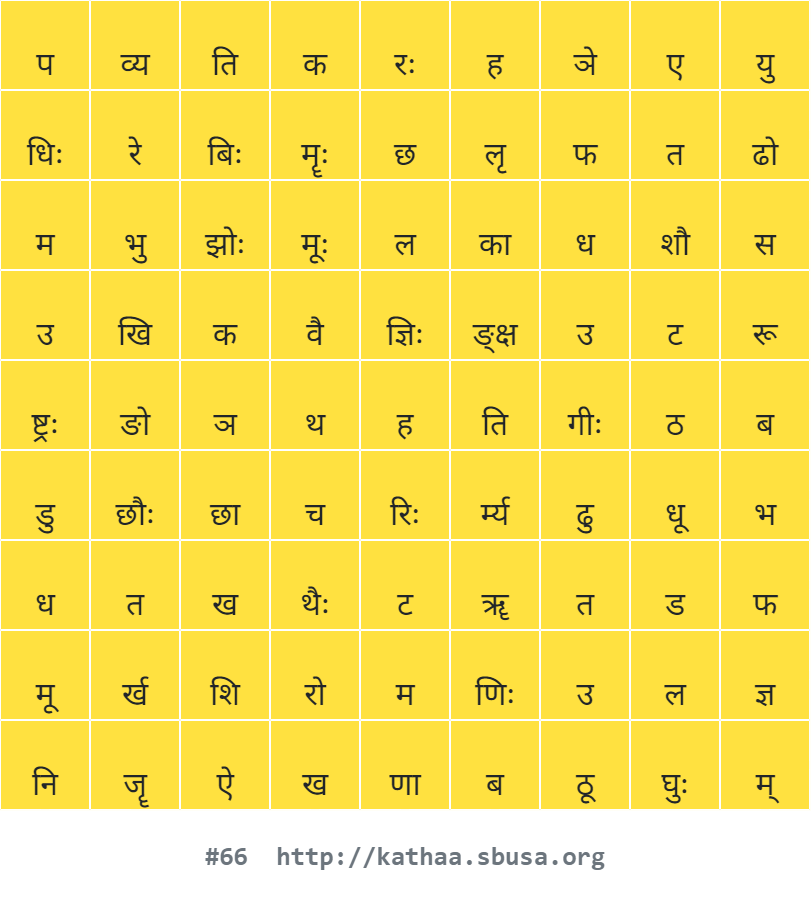 प व्य ति क रः ह ञे ए यु
धिः रे बिः मॄः छ लृ फ त ढो
म भु झोः मूः ल का ध शौ स
उ खि क वै ज्ञिः ङ्क्ष उ ट रू
ष्ट्रः ङो ञ थ ह ति गीः ठ ब
डु छौः छा च रिः र्म्य ढु धू भ
ध त ख थैः ट ॠ त ड फ
मू र्ख शि रो म णिः उ ल ज्ञ
नि जॄ ऐ ख णा ब ठू घुः म्
#66 http://kathaa.sbusa.org